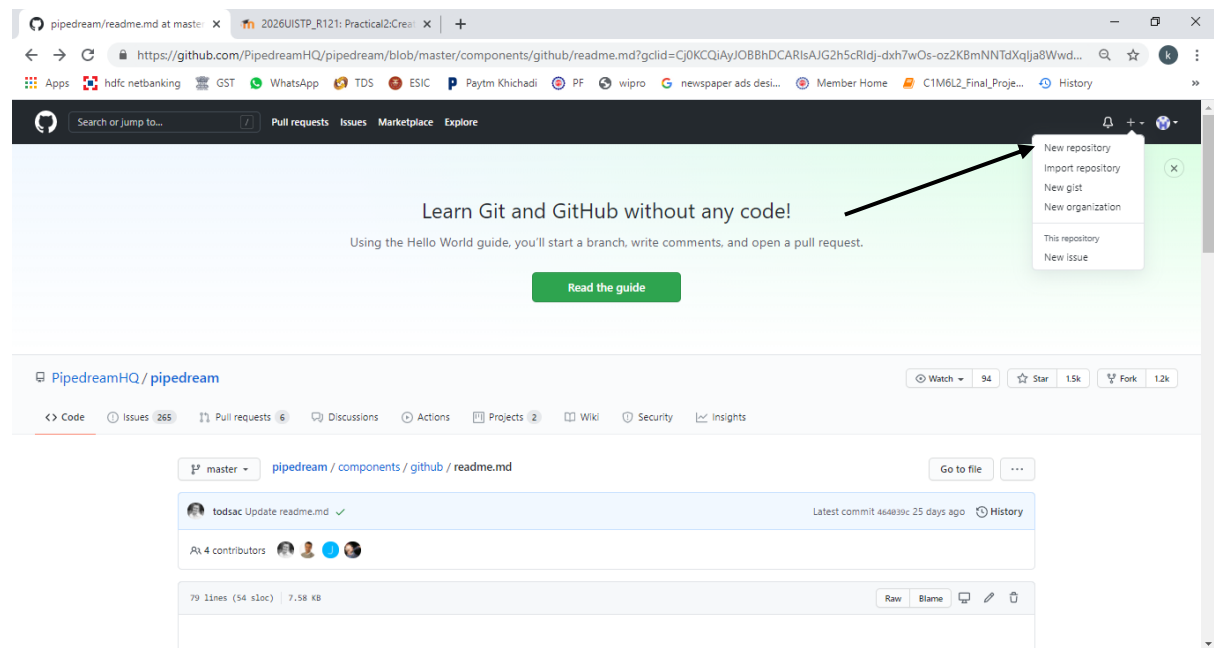 pipedream/readme.md at master
2026UISTP_R121: Practical2:Creat
https://github.com/PipedreamHQ/pipedream/blob/master/components/github/readme.md?gclid=Cj0KCQiAyJOBBhDCARIsAJG2h5cRIdj-dxh7wOs-oz2KBmNNTdXqIja8Wwd...
k
Apps hdfc netbanking GST WhatsApp TDS ESIC Paytm Khichadi PF wipro newspaper ads desi... Member Home C1M6L2_Final_Proje... History »
Search or jump to... / Pull requests Issues Marketplace Explore
New repository
Import repository
New gist
New organization
This repository
New issue
Learn Git and GitHub without any code!
Using the Hello World guide, you'll start a branch, write comments, and open a pull request.
Read the guide
PipedreamHQ / pipedream
Watch 94 Star 1.5k Fork 1.2k
<> Code Issues 265 Pull requests 6 Discussions Actions Projects 2 Wiki Security Insights
master pipedream / components / github / readme.md Go to file ...
todsac Update readme.md Latest commit 464039c 25 days ago History
4 contributors J
79 lines (54 sloc) | 7.58 KB Raw Blame